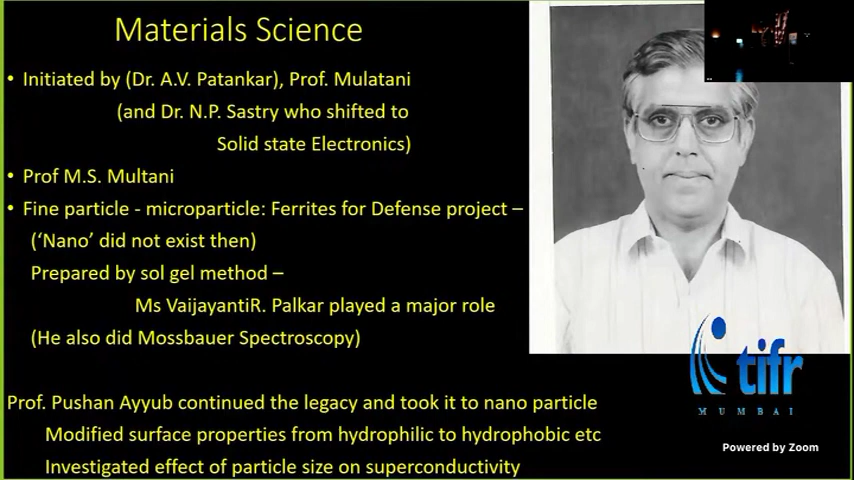 Materials Science
• Initiated by (Dr. A.V. Patankar), Prof. Mulatani
(and Dr. N.P. Sastry who shifted to
Solid state Electronics)
• Prof M.S. Multani
• Fine particle - microparticle: Ferrites for Defense project –
(‘Nano’ did not exist then)
Prepared by sol gel method –
Ms VaijayantiR. Palkar played a major role
(He also did Mossbauer Spectroscopy)
Prof. Pushan Ayyub continued the legacy and took it to nano particle
Modified surface properties from hydrophilic to hydrophobic etc
Investigated effect of particle size on superconductivity
tifr
MUMBAI
Powered by Zoom